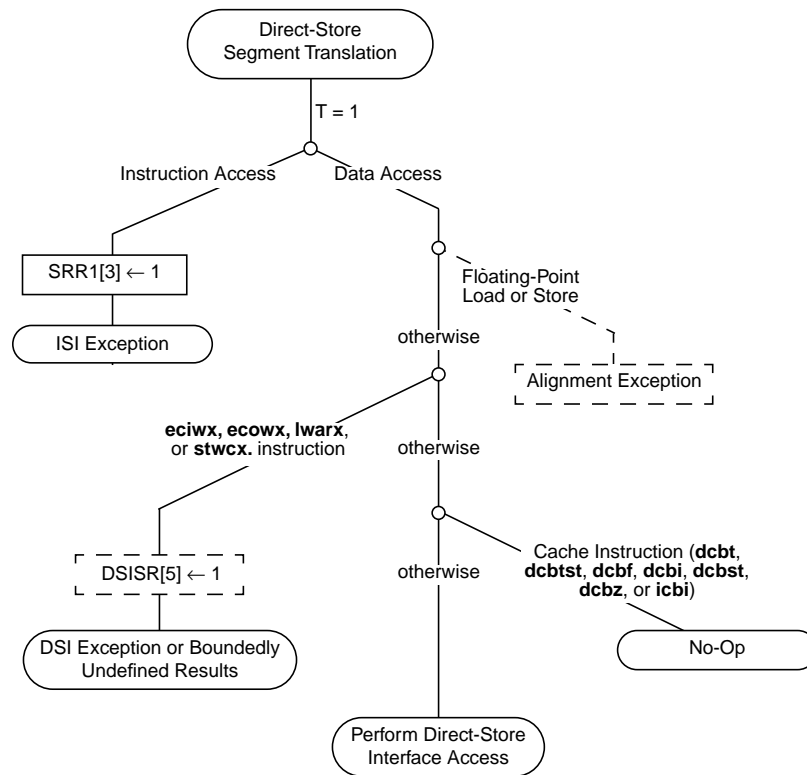 Direct-Store
Segment Translation
T = 1
Instruction Access
Data Access
SRR1[3] ← 1
Floating-Point
Load or Store
ISI Exception
otherwise
Alignment Exception
eciwx, ecowx, lwarx,
or stwcx. instruction
otherwise
Cache Instruction (dcbt,
dcbtst, dcbf, dcbi, dcbst,
dcbz, or icbi)
DSISR[5] ← 1
otherwise
DSI Exception or Boundedly
Undefined Results
No-Op
Perform Direct-Store
Interface Access